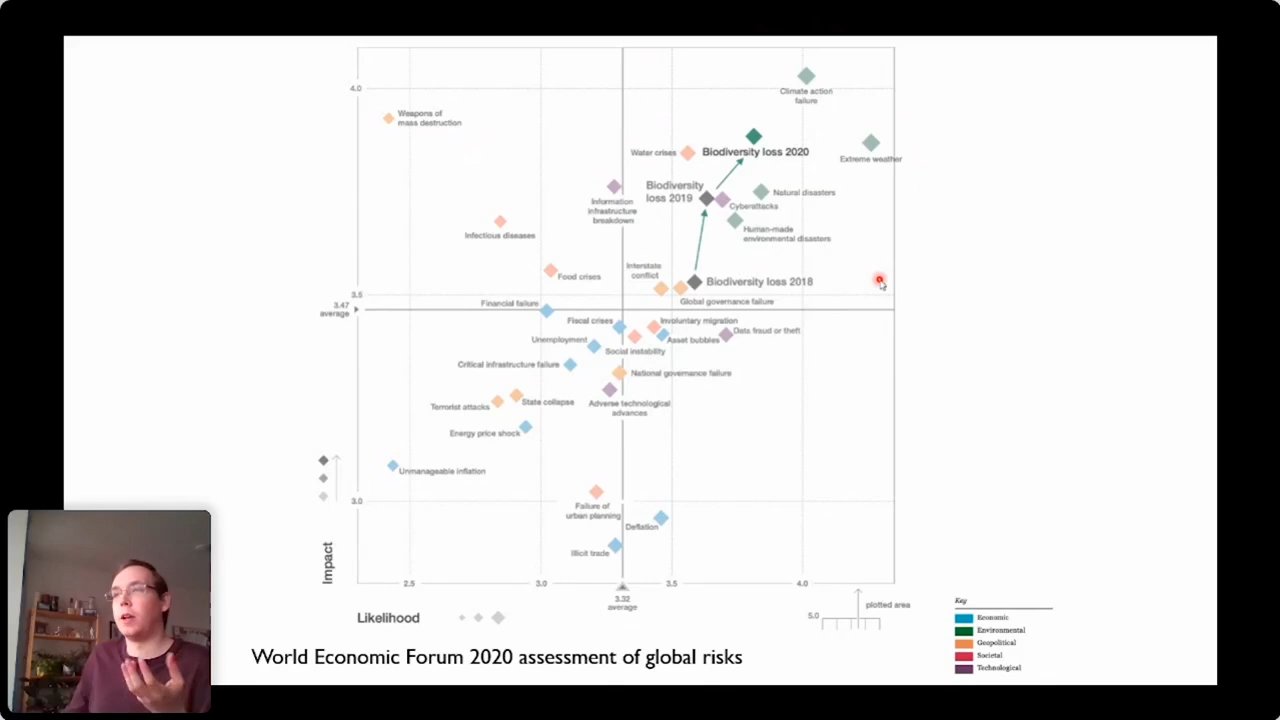 4.0
Climate action
failure
Weapons of
mass destruction
Water crises
Biodiversity loss 2020
Extreme weather
Biodiversity
loss 2019
Natural disasters
Cyberattacks
Information
infrastructure
breakdown
Human-made
environmental disasters
Infectious diseases
Interstate
conflict
Food crises
Biodiversity loss 2018
3.5
Global governance failure
Financial failure
3.47
average
Fiscal crises
Involuntary migration
Data fraud or theft
Unemployment
Asset bubbles
Social instability
Critical infrastructure failure
National governance failure
Terrorist attacks
State collapse
Adverse technological
advances
Energy price shock
Unmanageable inflation
3.0
Failure of
urban planning
Deflation
Illicit trade
Impact
2.5
3.0
3.5
4.0
3.32
average
Likelihood
5.0
plotted area
Key
Economic
Environmental
Geopolitical
Societal
Technological
World Economic Forum 2020 assessment of global risks